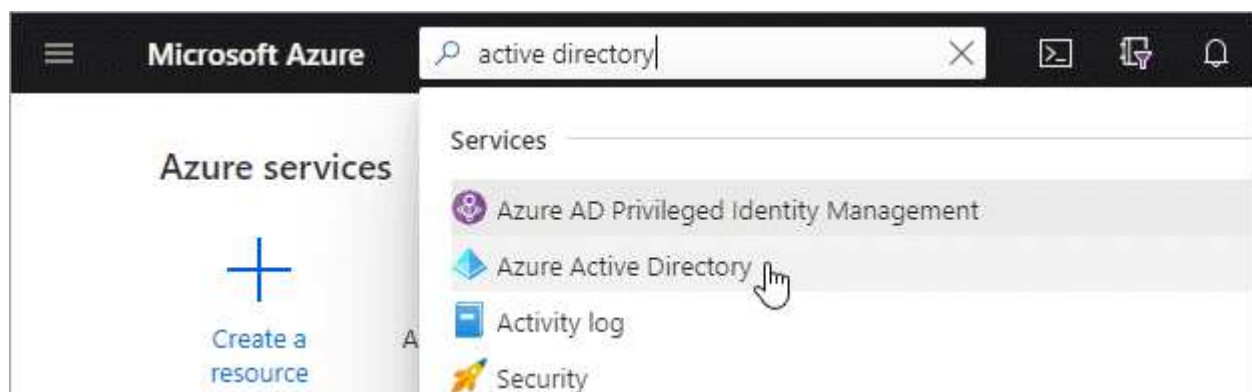 Microsoft Azure
active directory
Azure services
Services
Azure AD Privileged Identity Management
Azure Active Directory
Activity log
Security
Create a
resource
A